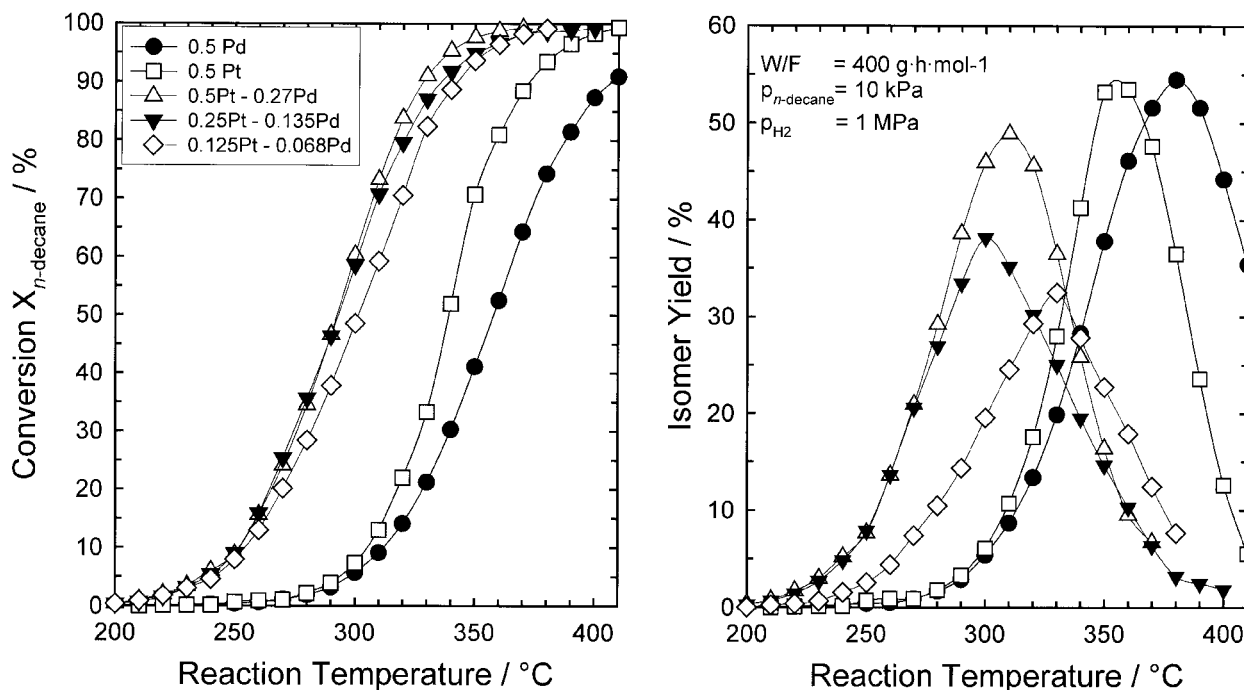 100
90
80
70
60
50
40
30
20
10
0
Conversion X n-decane / %
0.5 Pd
0.5 Pt
0.5Pt - 0.27Pd
0.25Pt - 0.135Pd
0.125Pt - 0.068Pd
200 250 300 350 400
Reaction Temperature / °C
60
50
40
30
20
10
0
Isomer Yield / %
W/F = 400 g·h·mol-1
p n-decane = 10 kPa
p H2 = 1 MPa
200 250 300 350 400
Reaction Temperature / °C